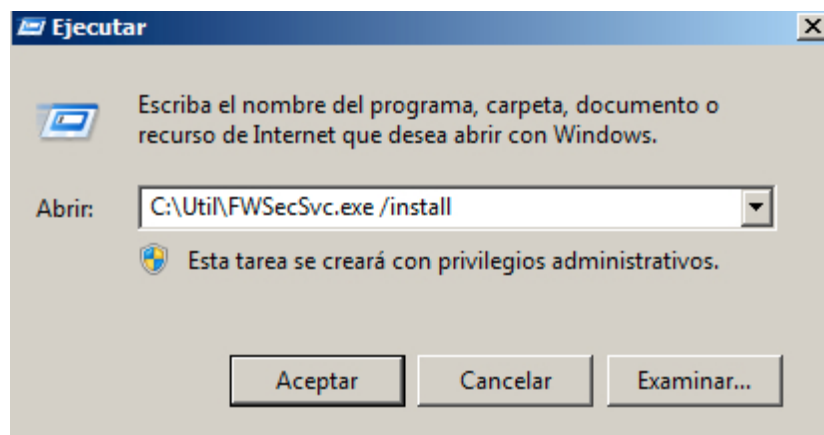 Ejecutar
Escriba el nombre del programa, carpeta, documento o
recurso de Internet que desea abrir con Windows.
Abrir: C:\Util\FWSecSvc.exe /install
Esta tarea se creará con privilegios administrativos.
Aceptar Cancelar Examinar...